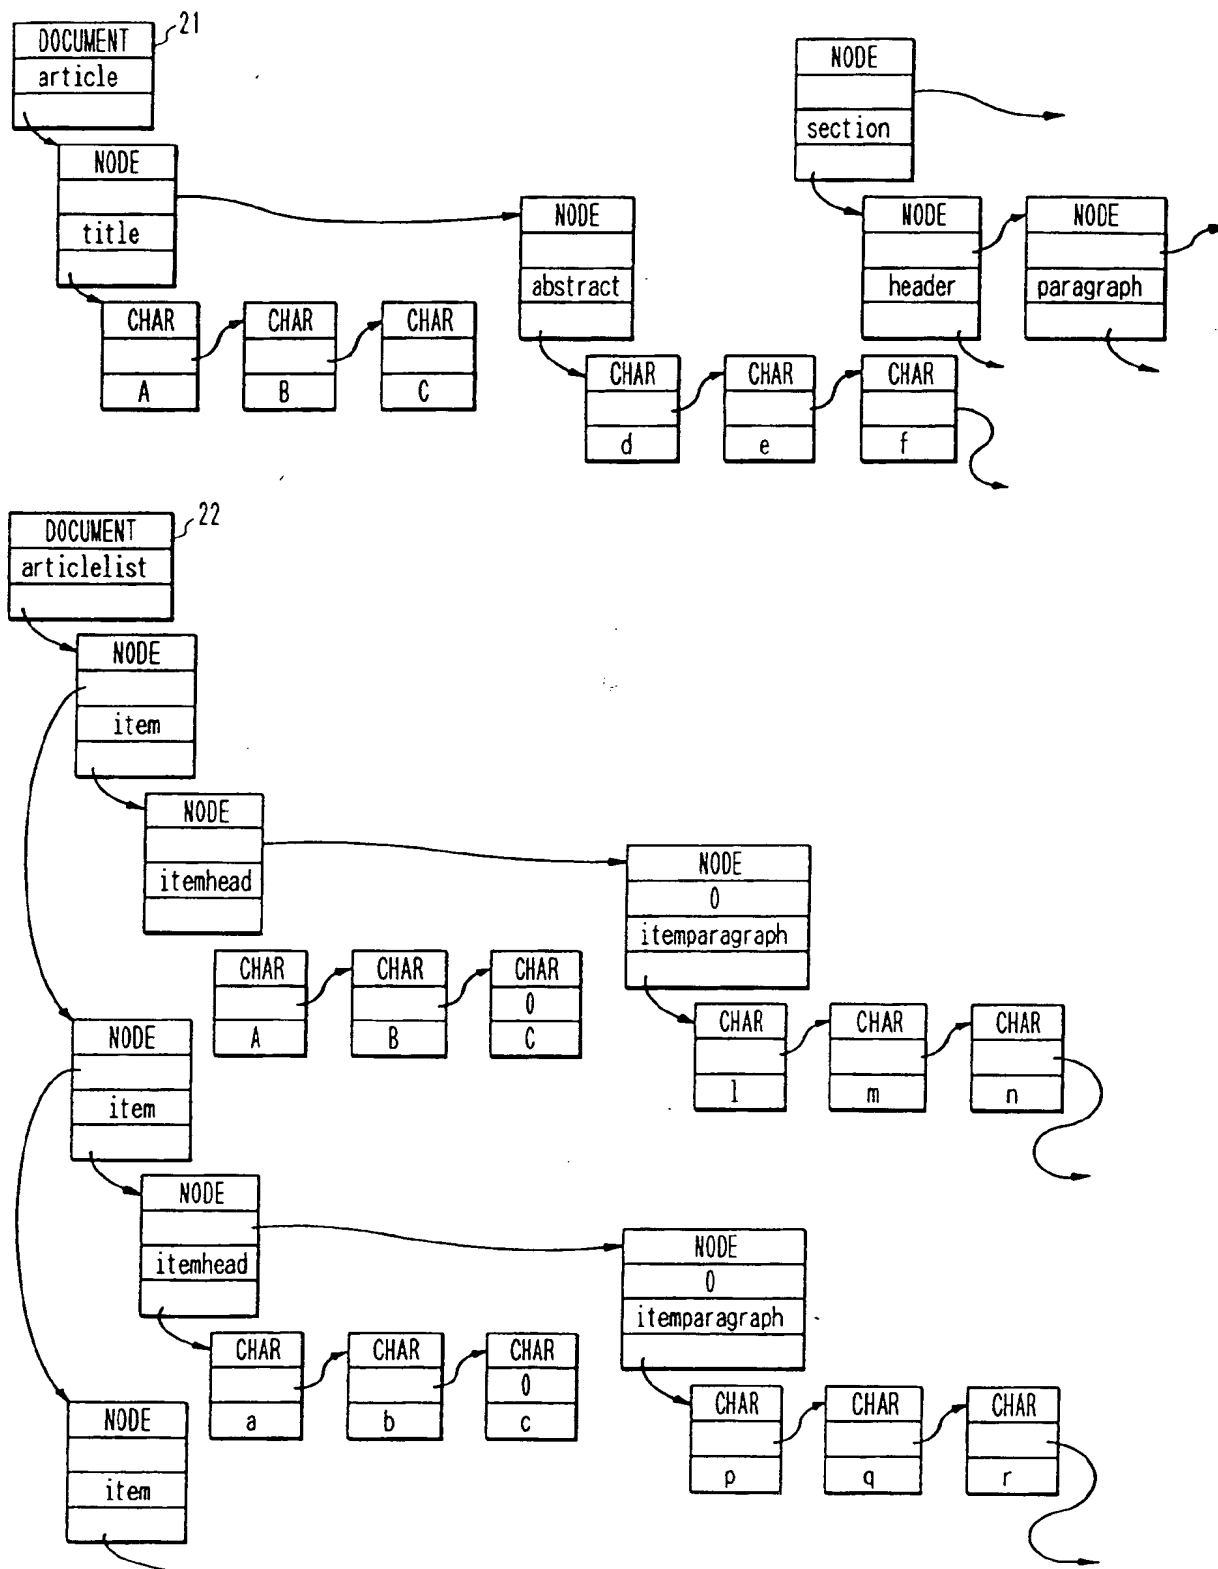 DOCUMENT
21
article
NODE
title
CHAR
A
CHAR
B
CHAR
C
NODE
abstract
CHAR
d
CHAR
e
CHAR
f
NODE
section
NODE
header
NODE
paragraph
DOCUMENT
22
articlelist
NODE
item
NODE
itemhead
CHAR
A
CHAR
B
CHAR
0
C
NODE
0
itemparagraph
CHAR
l
CHAR
m
CHAR
n
NODE
item
NODE
itemhead
CHAR
a
CHAR
b
CHAR
0
c
NODE
0
itemparagraph
CHAR
p
CHAR
q
CHAR
r
NODE
item